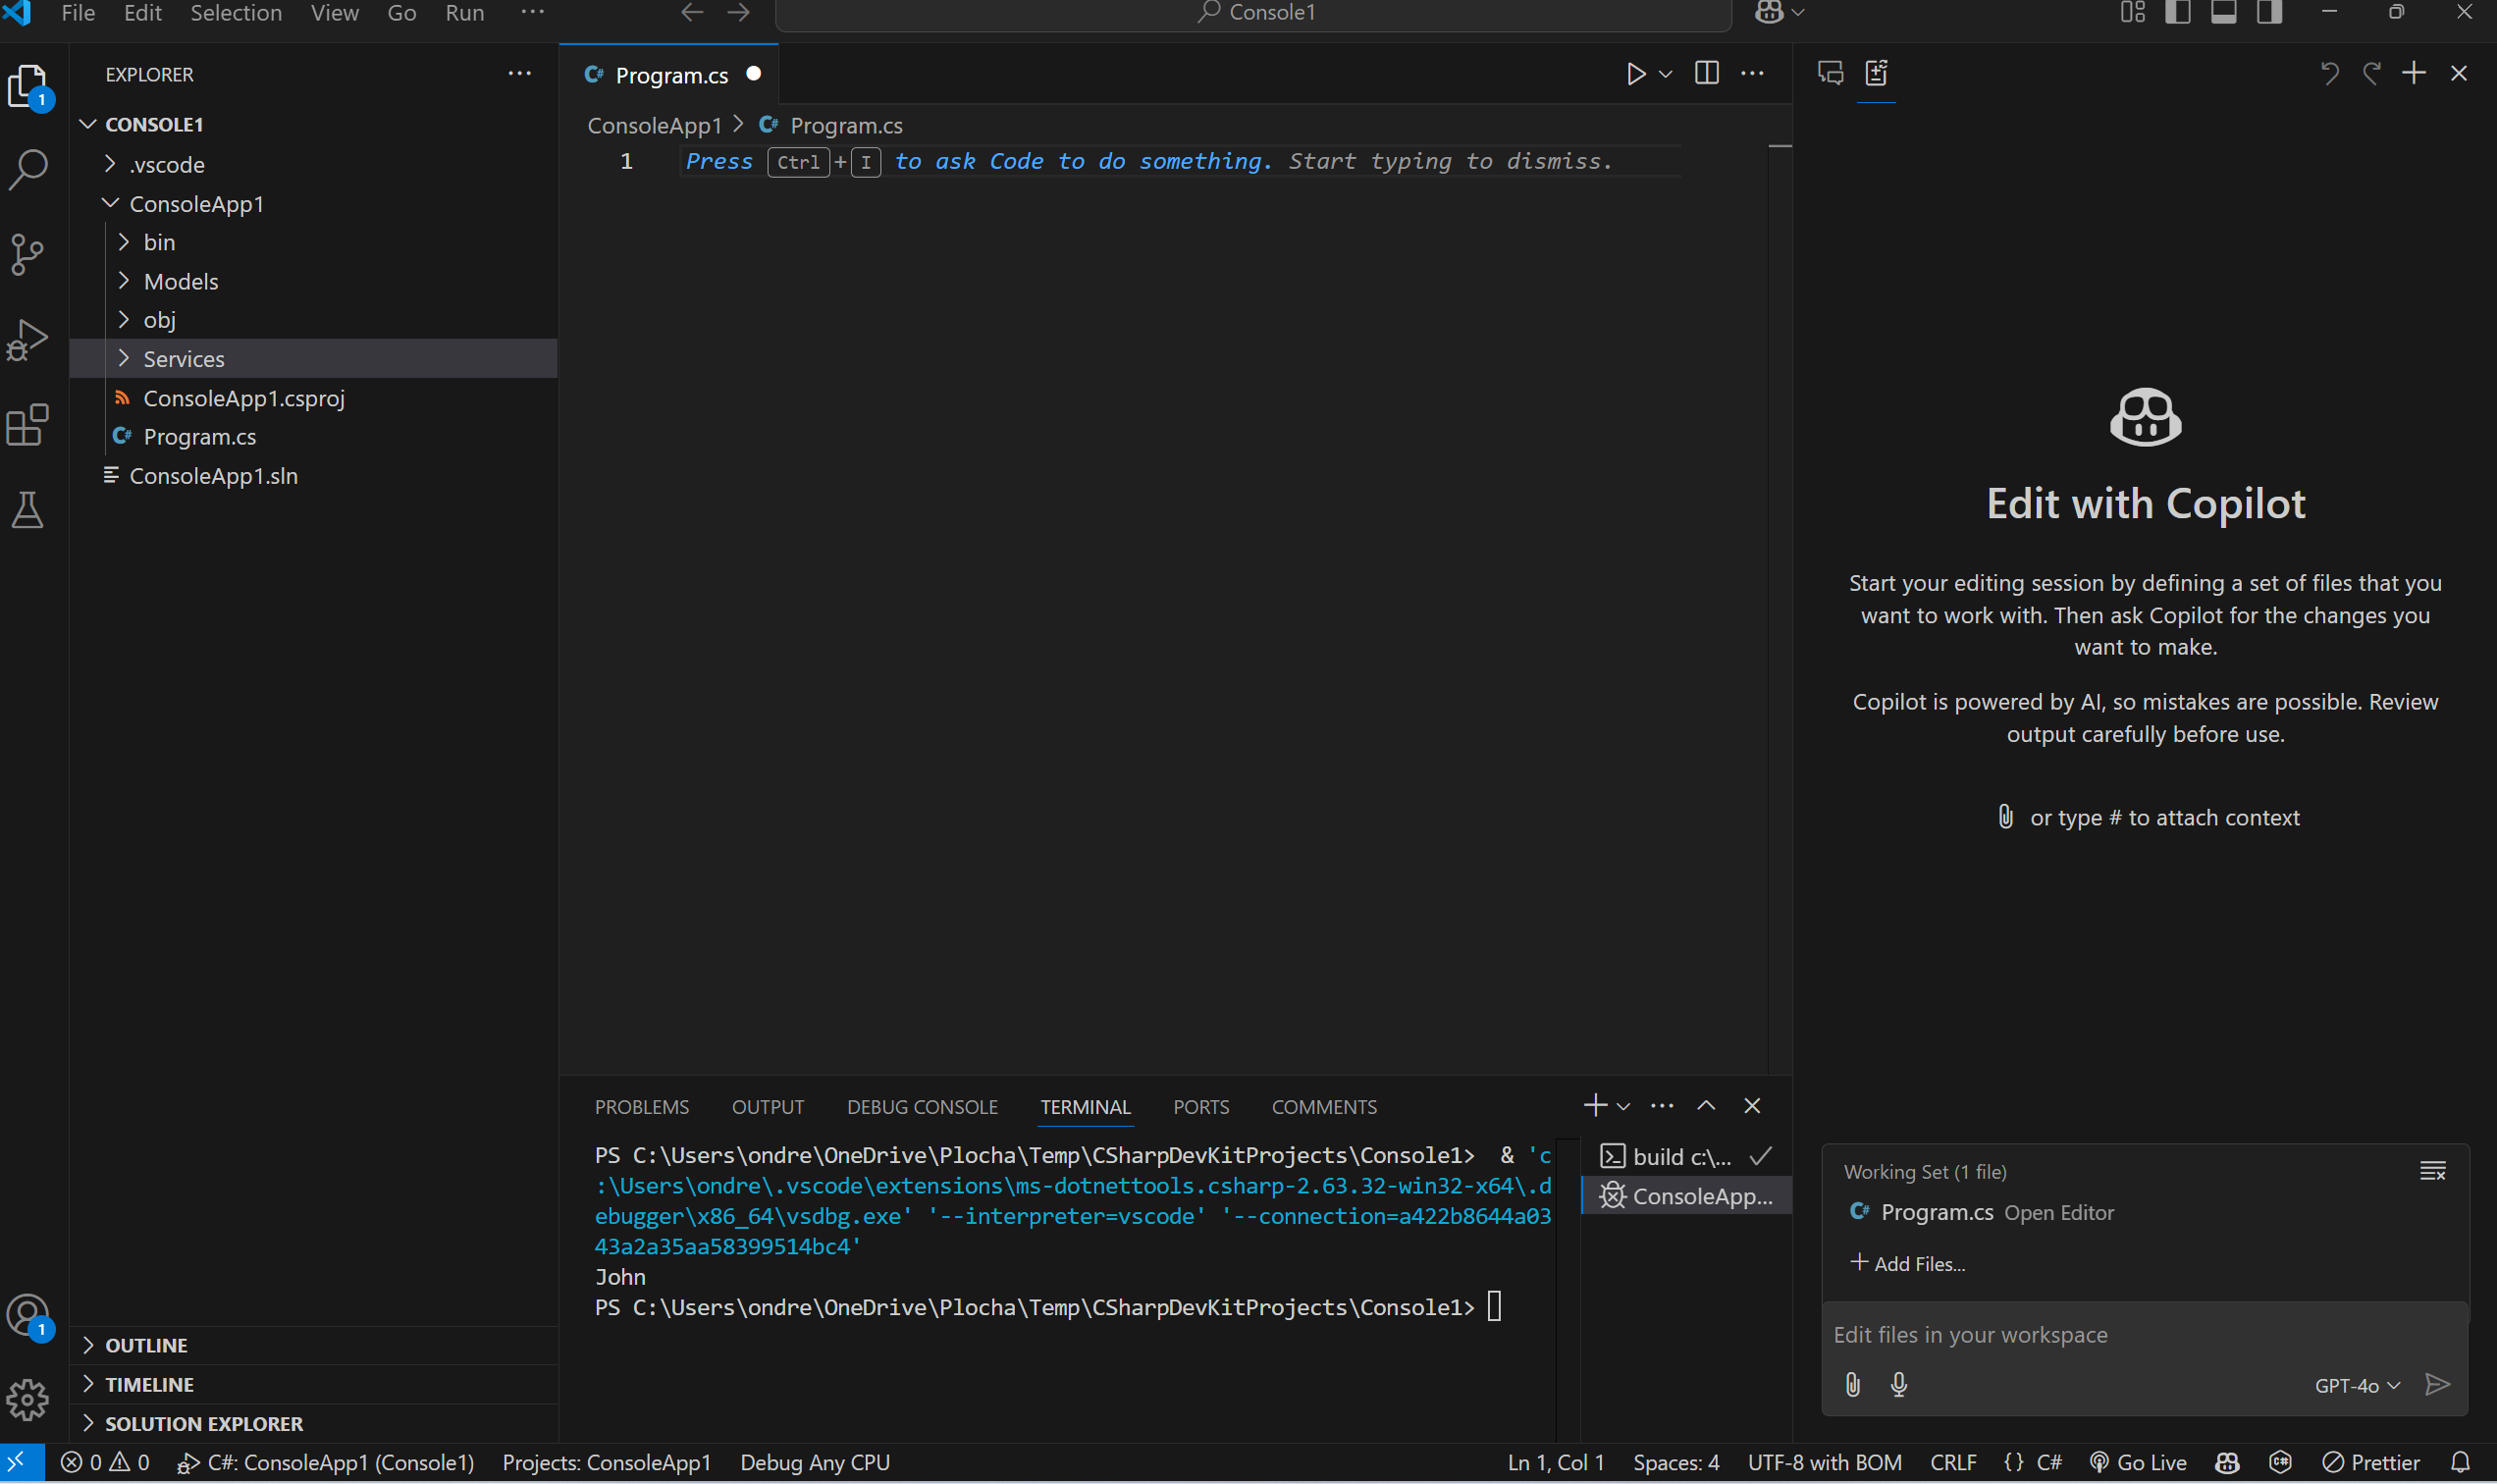 File Edit Selection View Go Run ···
Console1
EXPLORER
CONSOLE1
.vscode
ConsoleApp1
bin
Models
obj
Services
ConsoleApp1.csproj
C# Program.cs
ConsoleApp1.sln
OUTLINE
TIMELINE
SOLUTION EXPLORER
1
1
C# Program.cs
ConsoleApp1 > C# Program.cs
1 Press Ctrl+I to ask Code to do something. Start typing to dismiss.
PROBLEMS OUTPUT DEBUG CONSOLE TERMINAL PORTS COMMENTS
PS C:\Users\ondre\OneDrive\Plocha\Temp\CSharpDevKitProjects\Console1>  & 'c
:\Users\ondre\.vscode\extensions\ms-dotnettools.csharp-2.63.32-win32-x64\.d
ebugger\x86_64\vsdbg.exe' '--interpreter=vscode' '--connection=a422b8644a03
43a2a35aa58399514bc4'
John
PS C:\Users\ondre\OneDrive\Plocha\Temp\CSharpDevKitProjects\Console1>
build c:\...
ConsoleApp...
Edit with Copilot
Start your editing session by defining a set of files that you
want to work with. Then ask Copilot for the changes you
want to make.
Copilot is powered by AI, so mistakes are possible. Review
output carefully before use.
or type # to attach context
Working Set (1 file)
C# Program.cs Open Editor
+ Add Files...
Edit files in your workspace
GPT-4o
0 0 C#: ConsoleApp1 (Console1) Projects: ConsoleApp1 Debug Any CPU Ln 1, Col 1 Spaces: 4 UTF-8 with BOM CRLF {} C# Go Live C# Prettier